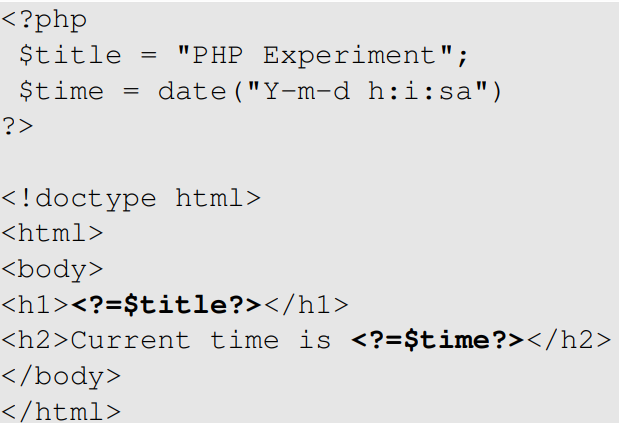 <?php
$title = "PHP Experiment";
$time = date("Y-m-d h:i:sa")
?>
<!doctype html>
<html>
<body>
<h1><?=$title?></h1>
<h2>Current time is <?=$time?></h2>
</body>
</html>